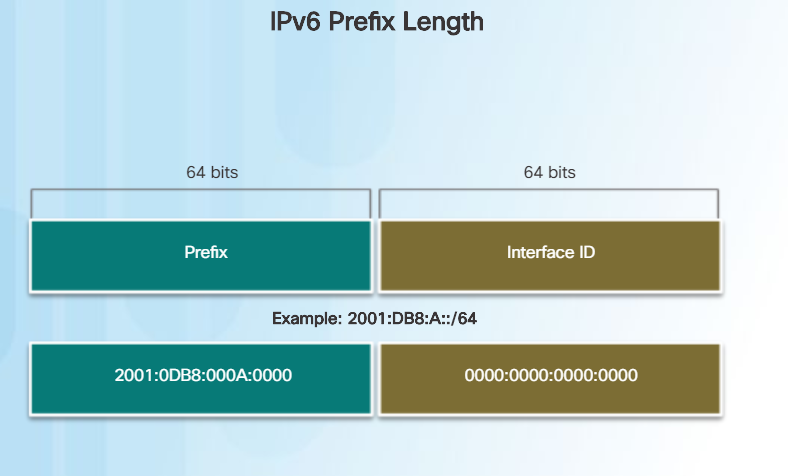 IPv6 Prefix Length
64 bits 64 bits
Prefix Interface ID
Example: 2001:DB8:A::/64
2001:0DB8:000A:0000 0000:0000:0000:0000